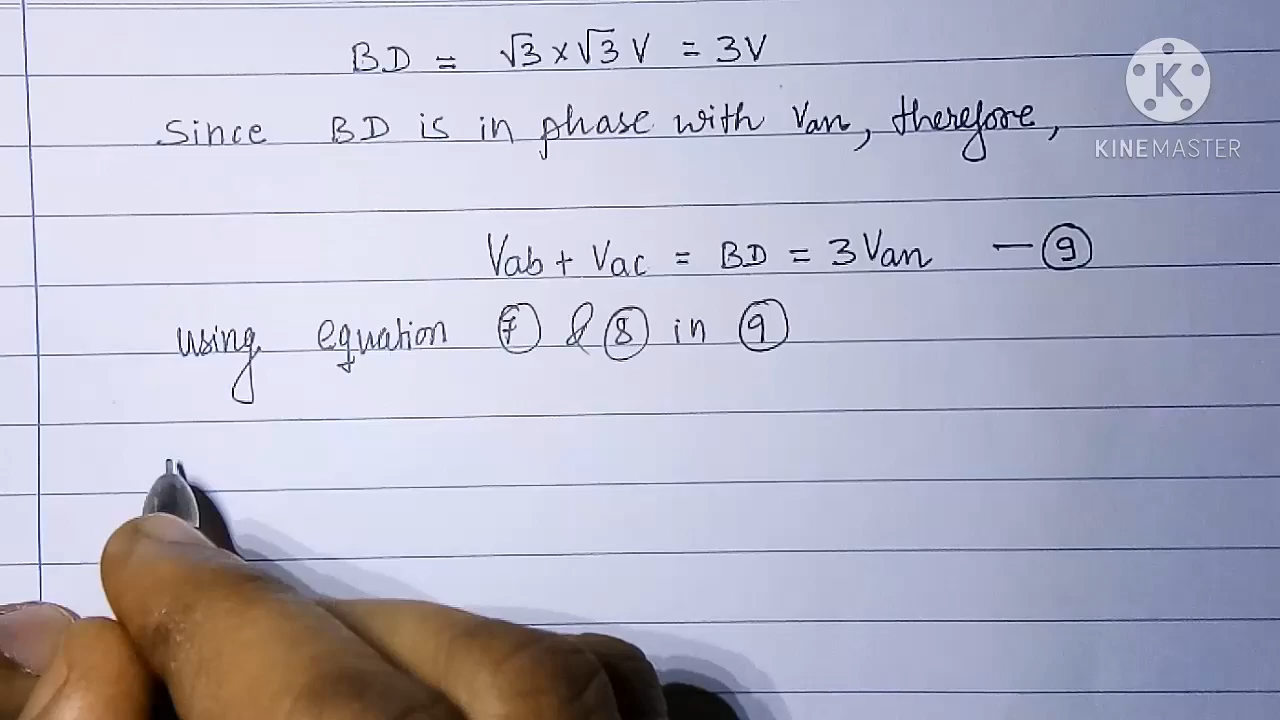 BD = √3 × √3 V = 3V
K
KINEMASTER
Since BD is in phase with Van, therefore,
Vab + Vac = BD = 3Van — ⑨
using equation ⑦ & ⑧ in ⑨